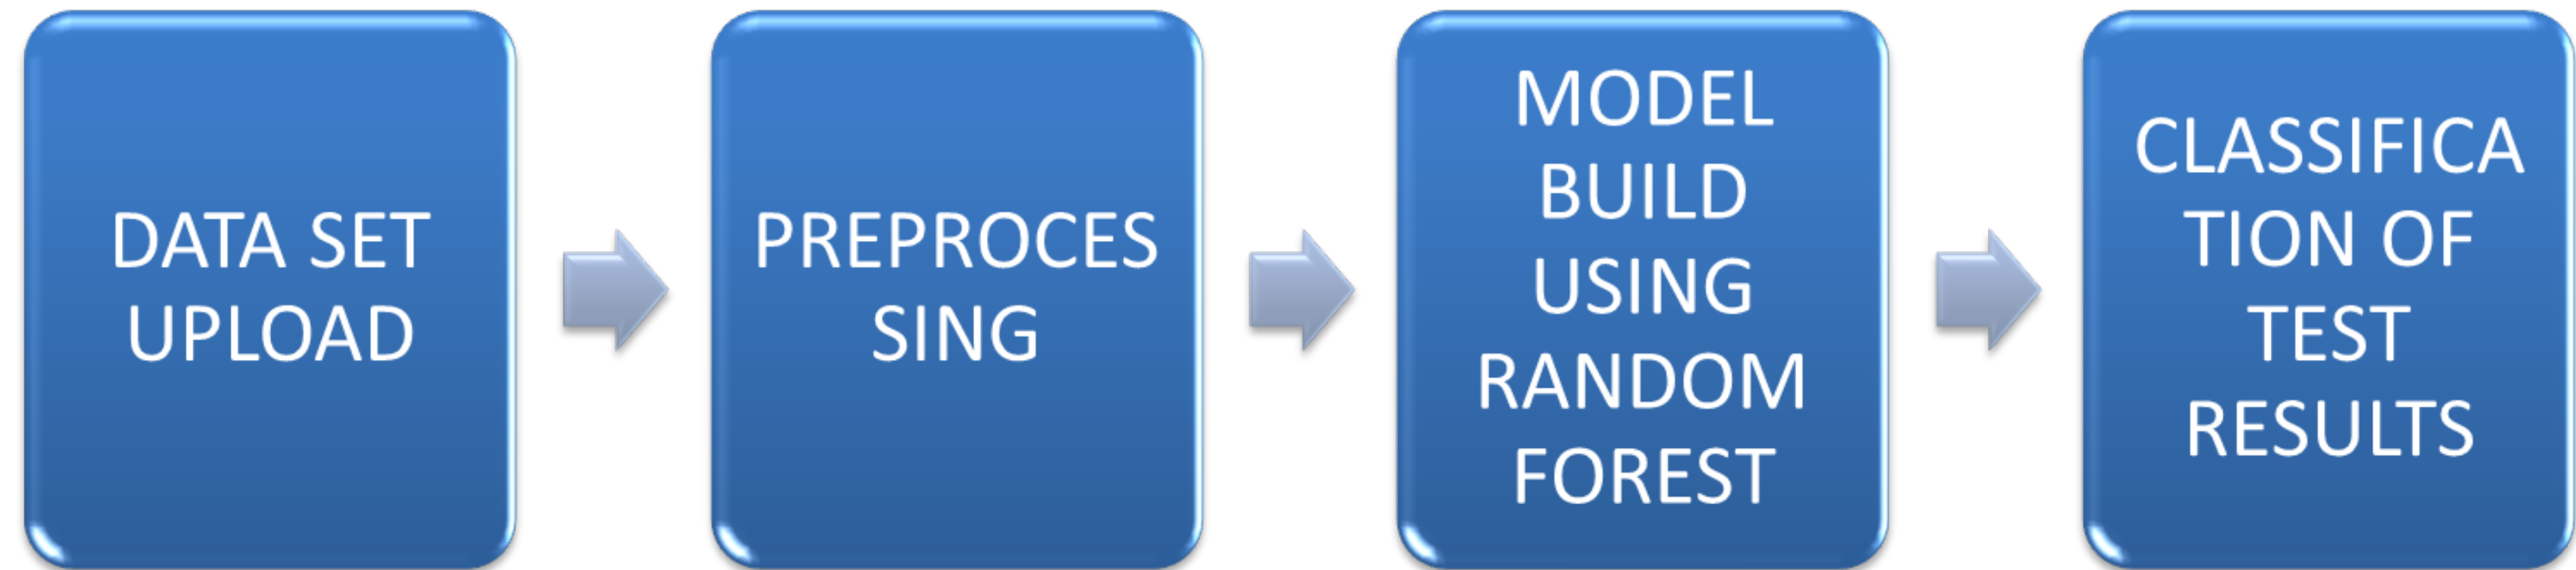 DATA SET
UPLOAD
PREPROCES
SING
MODEL
BUILD
USING
RANDOM
FOREST
CLASSIFICA
TION OF
TEST
RESULTS